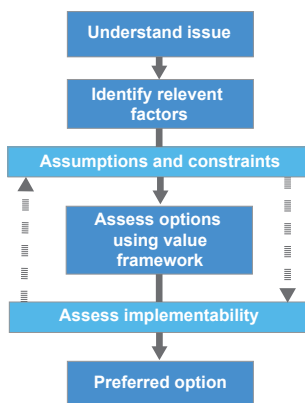 Understand issue
Identify relevent
factors
Assumptions and constraints
Assess options
using value
framework
Assess implementability
Preferred option